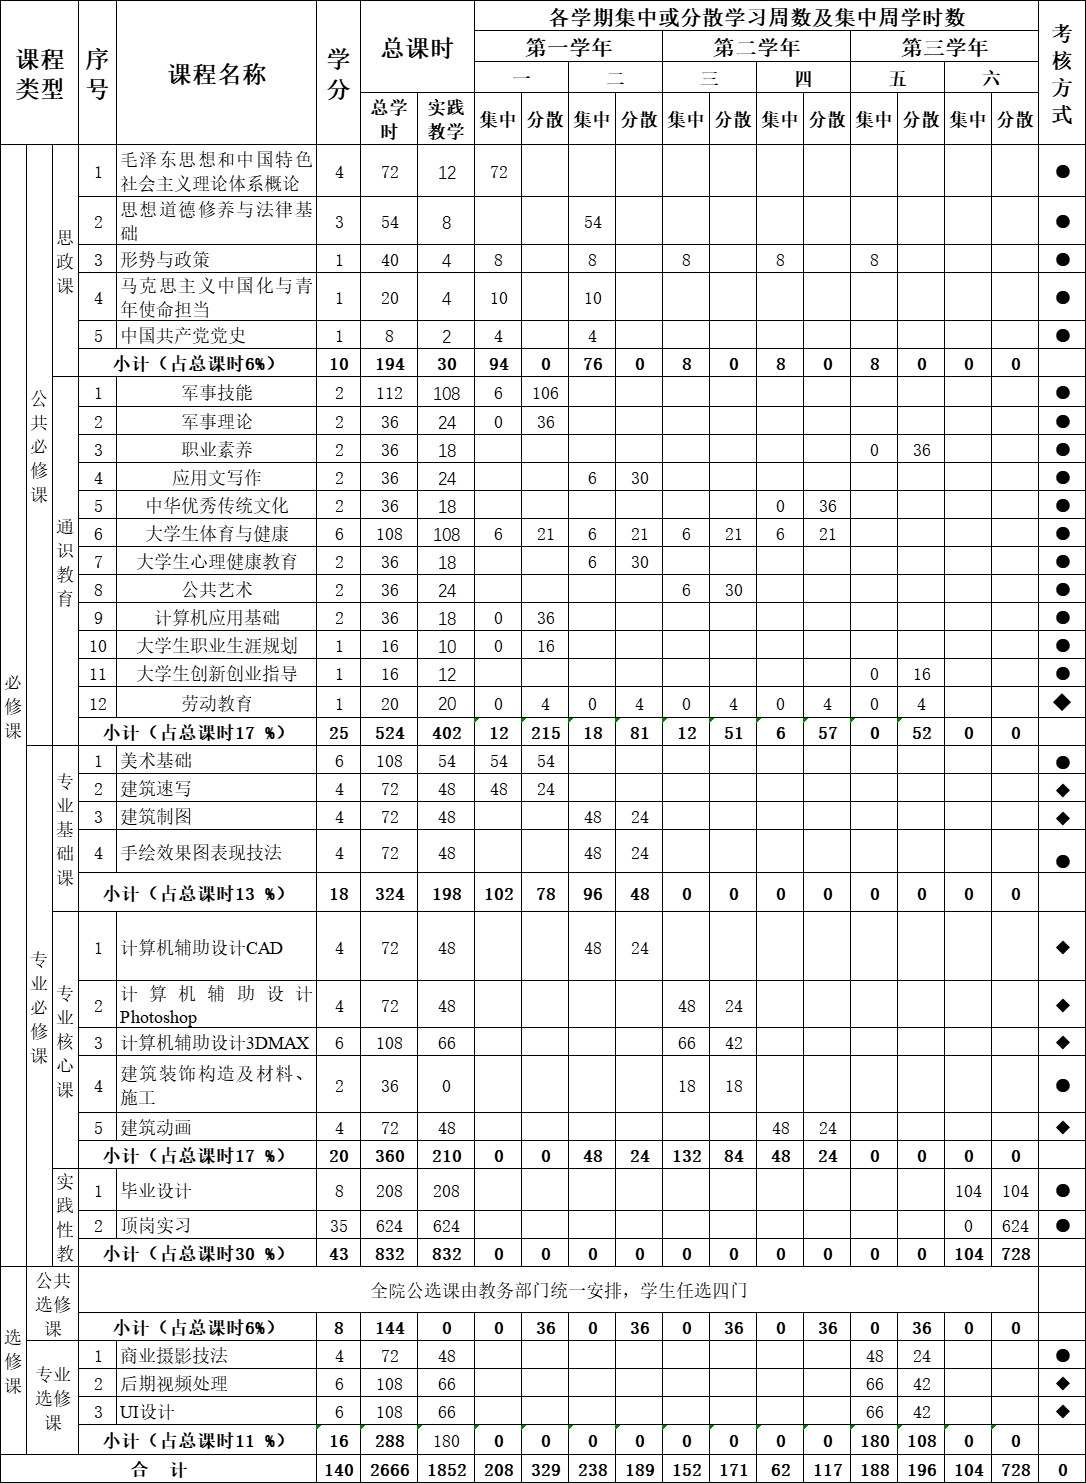 课程类型 序号 课程名称 学分 总课时 各学期集中或分散学习周数及集中周学时数 考核方式
第一学年 第二学年 第三学年
一 二 三 四 五 六
总学时 实践教学 集中 分散 集中 分散 集中 分散 集中 分散 集中 分散 集中 分散
必修课
公共必修课
思政课
1 毛泽东思想和中国特色社会主义理论体系概论 4 72 12 72 ●
2 思想道德修养与法律基础 3 54 8 54 ●
3 形势与政策 1 40 4 8 8 8 8 8 ●
4 马克思主义中国化与青年使命担当 1 20 4 10 10 ●
5 中国共产党党史 1 8 2 4 4 ●
小计（占总课时6%） 10 194 30 94 0 76 0 8 0 8 0 8 0 0 0
通识教育
1 军事技能 2 112 108 6 106 ●
2 军事理论 2 36 24 0 36 ●
3 职业素养 2 36 18 0 36 ●
4 应用文写作 2 36 24 6 30 ●
5 中华优秀传统文化 2 36 18 0 36 ●
6 大学生体育与健康 6 108 108 6 21 6 21 6 21 6 21 ●
7 大学生心理健康教育 2 36 18 6 30 ●
8 公共艺术 2 36 24 6 30 ●
9 计算机应用基础 2 36 18 0 36 ●
10 大学生职业生涯规划 1 16 10 0 16 ●
11 大学生创新创业指导 1 16 12 0 16 ●
12 劳动教育 1 20 20 0 4 0 4 0 4 0 4 0 4 ◆
小计（占总课时17 %） 25 524 402 12 215 18 81 12 51 6 57 0 52 0 0
专业必修课
专业基础课
1 美术基础 6 108 54 54 54 ●
2 建筑速写 4 72 48 48 24 ◆
3 建筑制图 4 72 48 48 24 ◆
4 手绘效果图表现技法 4 72 48 48 24 ●
小计（占总课时13 %） 18 324 198 102 78 96 48 0 0 0 0 0 0 0 0
专业核心课
1 计算机辅助设计CAD 4 72 48 48 24 ◆
2 计算机辅助设计Photoshop 4 72 48 48 24 ◆
3 计算机辅助设计3DMAX 6 108 66 66 42 ◆
4 建筑装饰构造及材料、施工 2 36 0 18 18 ●
5 建筑动画 4 72 48 48 24 ◆
小计（占总课时17 %） 20 360 210 0 0 48 24 132 84 48 24 0 0 0 0
实践性教
1 毕业设计 8 208 208 104 104 ●
2 顶岗实习 35 624 624 0 624 ●
小计（占总课时30 %） 43 832 832 0 0 0 0 0 0 0 0 0 0 104 728
选修课
公共选修课
全院公选课由教务部门统一安排，学生任选四门
小计（占总课时6%） 8 144 0 0 36 0 36 0 36 0 36 0 36 0 0
专业选修课
1 商业摄影技法 4 72 48 48 24 ●
2 后期视频处理 6 108 66 66 42 ◆
3 UI设计 6 108 66 66 42 ◆
小计（占总课时11 %） 16 288 180 0 0 0 0 0 0 0 0 180 108 0 0
合 计 140 2666 1852 208 329 238 189 152 171 62 117 188 196 104 728 0